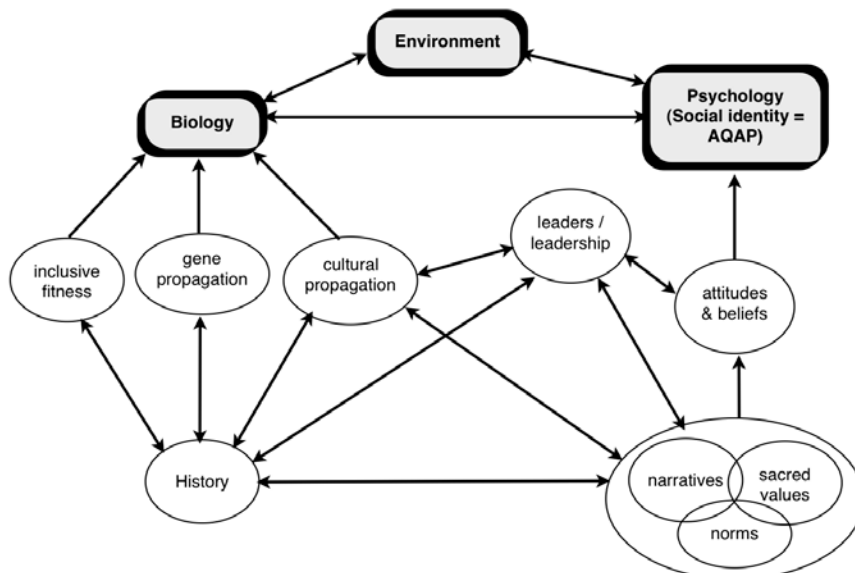 Environment
Biology
Psychology
(Social identity =
AQAP)
inclusive
fitness
gene
propagation
cultural
propagation
leaders /
leadership
attitudes
& beliefs
History
narratives
sacred
values
norms